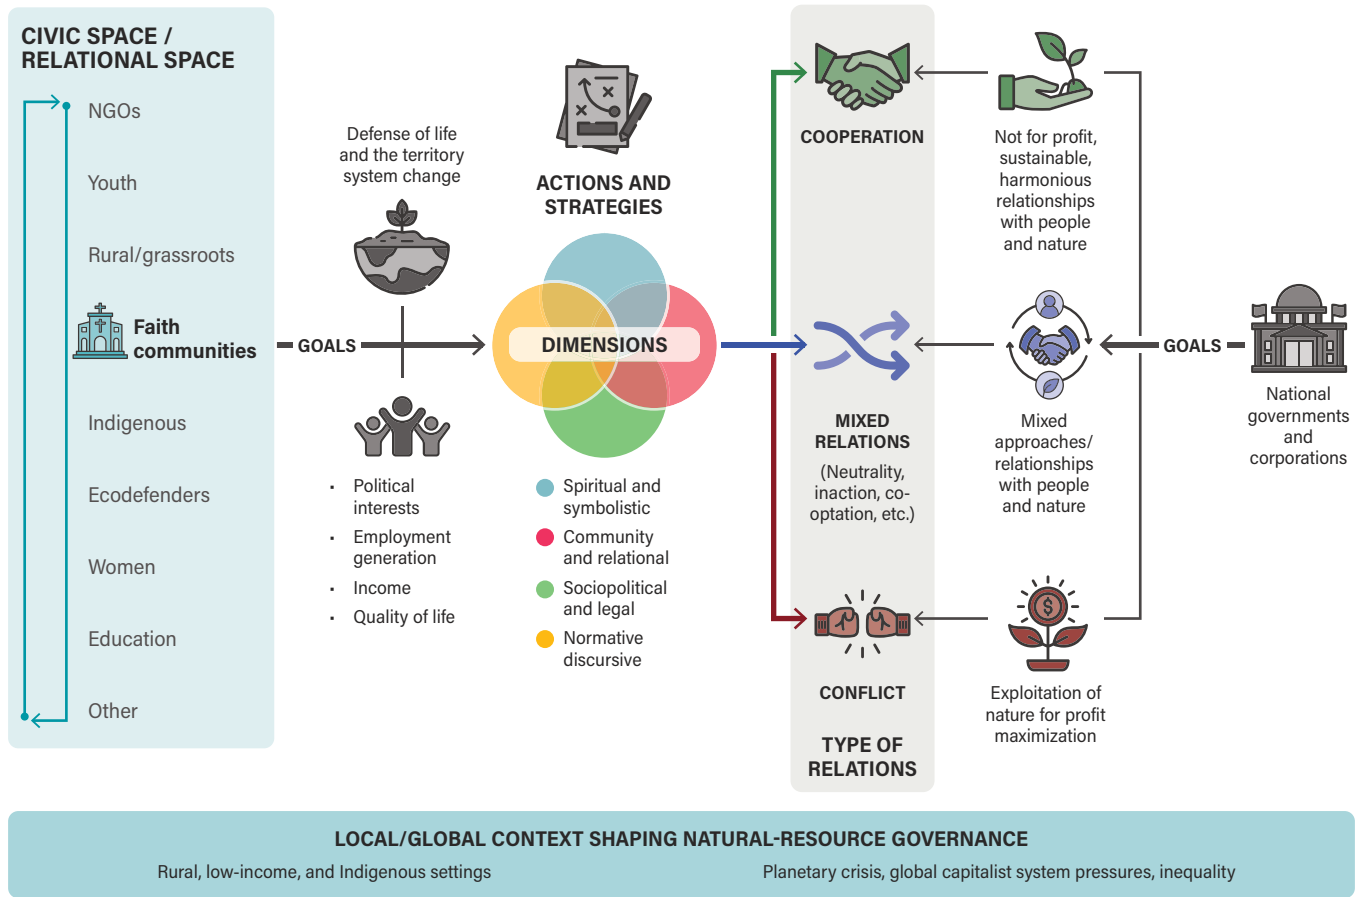 CIVIC SPACE /
RELATIONAL SPACE
NGOs
Youth
Rural/grassroots
Faith
communities
Indigenous
Ecodefenders
Women
Education
Other
GOALS
Defense of life
and the territory
system change
· Political
interests
· Employment
generation
· Income
· Quality of life
ACTIONS AND
STRATEGIES
DIMENSIONS
Spiritual and
symbolistic
Community
and relational
Sociopolitical
and legal
Normative
discursive
COOPERATION
MIXED
RELATIONS
(Neutrality,
inaction, co-
optation, etc.)
CONFLICT
TYPE OF
RELATIONS
Not for profit,
sustainable,
harmonious
relationships
with people
and nature
Mixed
approaches/
relationships
with people
and nature
$
Exploitation of
nature for profit
maximization
GOALS
National
governments
and
corporations
LOCAL/GLOBAL CONTEXT SHAPING NATURAL-RESOURCE GOVERNANCE
Rural, low-income, and Indigenous settings
Planetary crisis, global capitalist system pressures, inequality